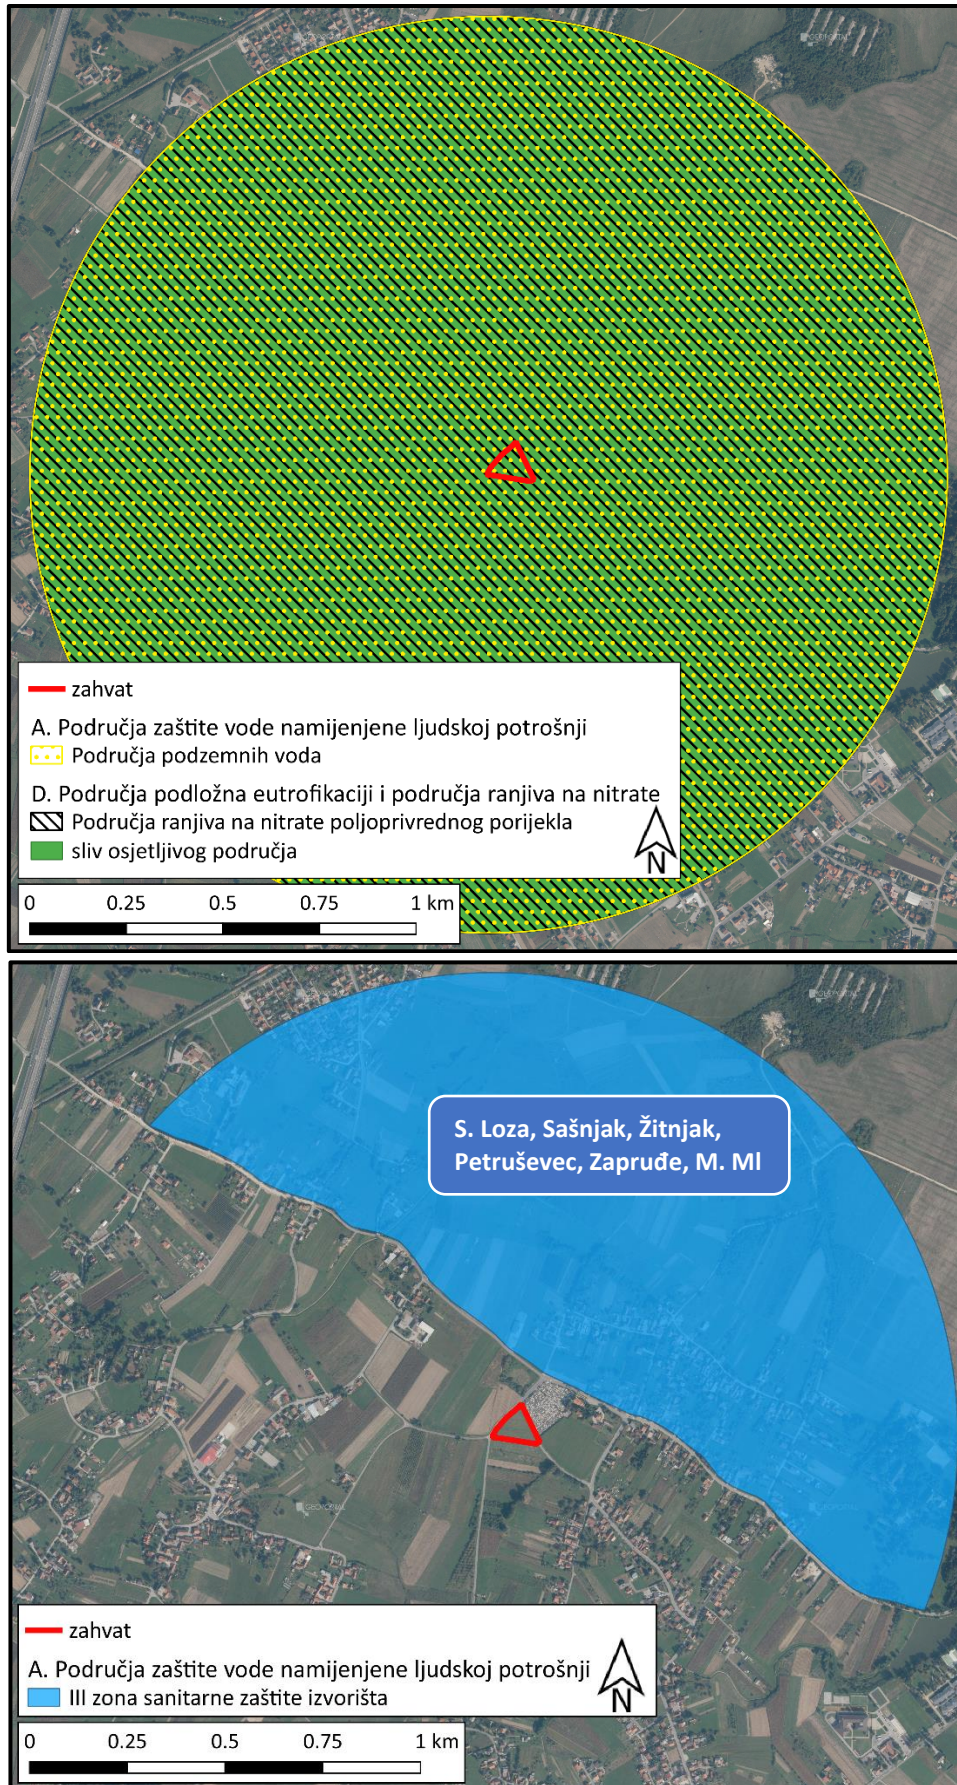 GEOPORTAL
zahvat
A. Područja zaštite vode namijenjene ljudskoj potrošnji
Područja podzemnih voda
D. Područja podložna eutrofikaciji i područja ranjiva na nitrate
Područja ranjiva na nitrate poljoprivrednog porijekla
sliv osjetljivog područja
N
0 0.25 0.5 0.75 1 km
S. Loza, Sašnjak, Žitnjak,
Petruševec, Zapruđe, M. Ml
GEOPORTAL
zahvat
A. Područja zaštite vode namijenjene ljudskoj potrošnji
III zona sanitarne zaštite izvorišta
N
0 0.25 0.5 0.75 1 km